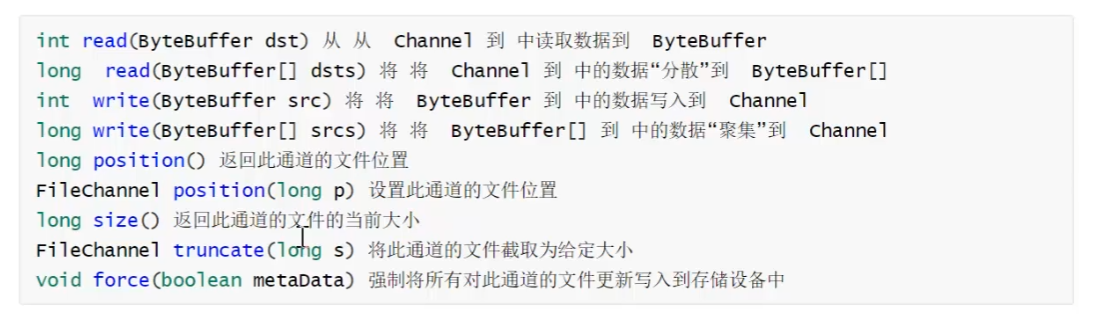 int read(ByteBuffer dst) 从 从 Channel 到 中读取数据到 ByteBuffer
long read(ByteBuffer[] dsts) 将 将 Channel 到 中的数据“分散”到 ByteBuffer[]
int write(ByteBuffer src) 将 将 ByteBuffer 到 中的数据写入到 Channel
long write(ByteBuffer[] srcs) 将 将 ByteBuffer[] 到 中的数据“聚集”到 Channel
long position() 返回此通道的文件位置
FileChannel position(long p) 设置此通道的文件位置
long size() 返回此通道的文件的当前大小
FileChannel truncate(long s) 将此通道的文件截取为给定大小
void force(boolean metaData) 强制将所有对此通道的文件更新写入到存储设备中